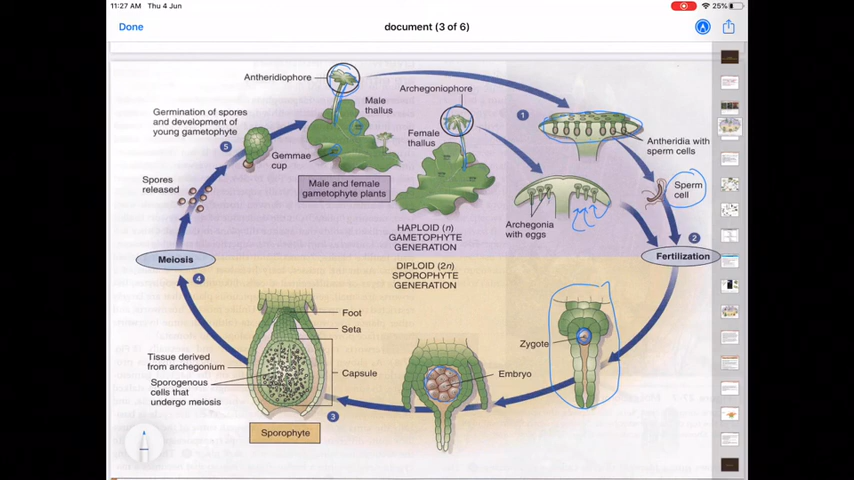 11:27 AM Thu 4 Jun
25%
Done
document (3 of 6)
Antheridiophore
Archegoniophore
Male
thallus
Germination of spores
and development of
young gametophyte
1
5
Female
thallus
Antheridia with
sperm cells
Gemmae
cup
Spores
released
Male and female
gametophyte plants
Sperm
cell
Archegonia
with eggs
HAPLOID (n)
GAMETOPHYTE
GENERATION
2
Meiosis
Fertilization
DIPLOID (2n)
SPOROPHYTE
GENERATION
4
Foot
Seta
Zygote
Tissue derived
from archegonium
Capsule
Embryo
Sporogenous
cells that
undergo meiosis
3
Sporophyte